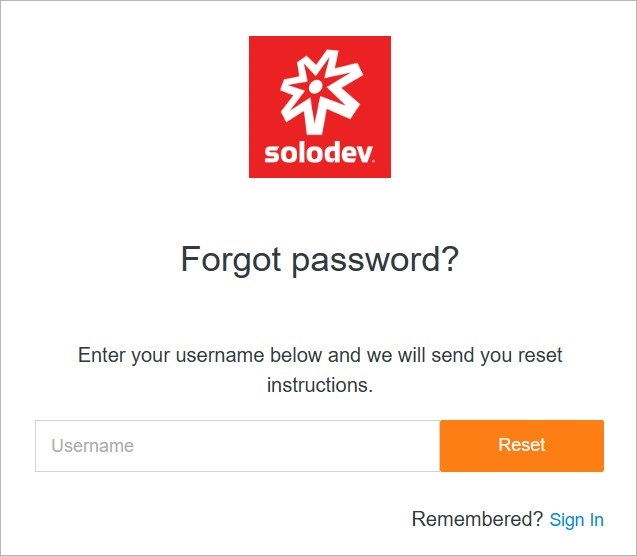 solodev
Forgot password?
Enter your username below and we will send you reset
instructions.
Username
Reset
Remembered? Sign In